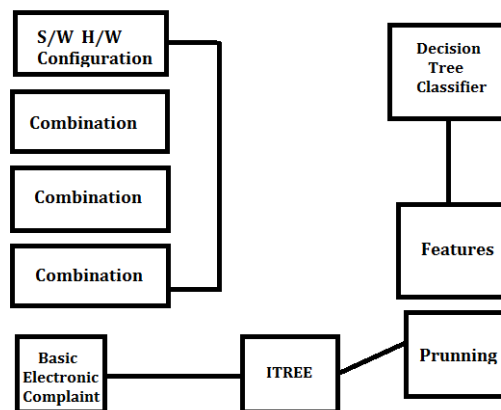 S/W H/W
Configuration
Combination
Combination
Combination
Decision
Tree
Classifier
Features
Basic
Electronic
Complaint
ITREE
Prunning